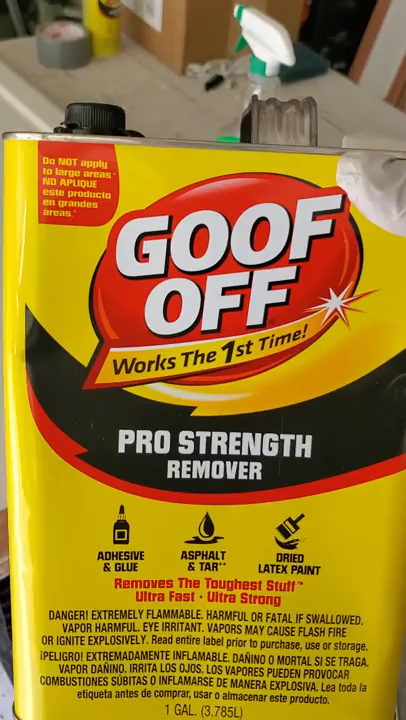 Do NOT apply
to large areas.*
NO APLIQUE
este producto
en grandes
áreas.*
GOOF
OFF
Works The 1st Time!
PRO STRENGTH
REMOVER
ADHESIVE
& GLUE
ASPHALT
& TAR**
DRIED
LATEX PAINT
Removes The Toughest Stuff™
Ultra Fast • Ultra Strong
DANGER! EXTREMELY FLAMMABLE. HARMFUL OR FATAL IF SWALLOWED.
VAPOR HARMFUL. EYE IRRITANT. VAPORS MAY CAUSE FLASH FIRE
OR IGNITE EXPLOSIVELY. Read entire label prior to purchase, use or storage.
¡PELIGRO! EXTREMADAMENTE INFLAMABLE. DAÑINO O MORTAL SI SE TRAGA.
VAPOR DAÑINO. IRRITA LOS OJOS. LOS VAPORES PUEDEN PROVOCAR
COMBUSTIONES SÚBITAS O INFLAMARSE DE MANERA EXPLOSIVA. Lea toda la
etiqueta antes de comprar, usar o almacenar este producto.
1 GAL. (3.785L)